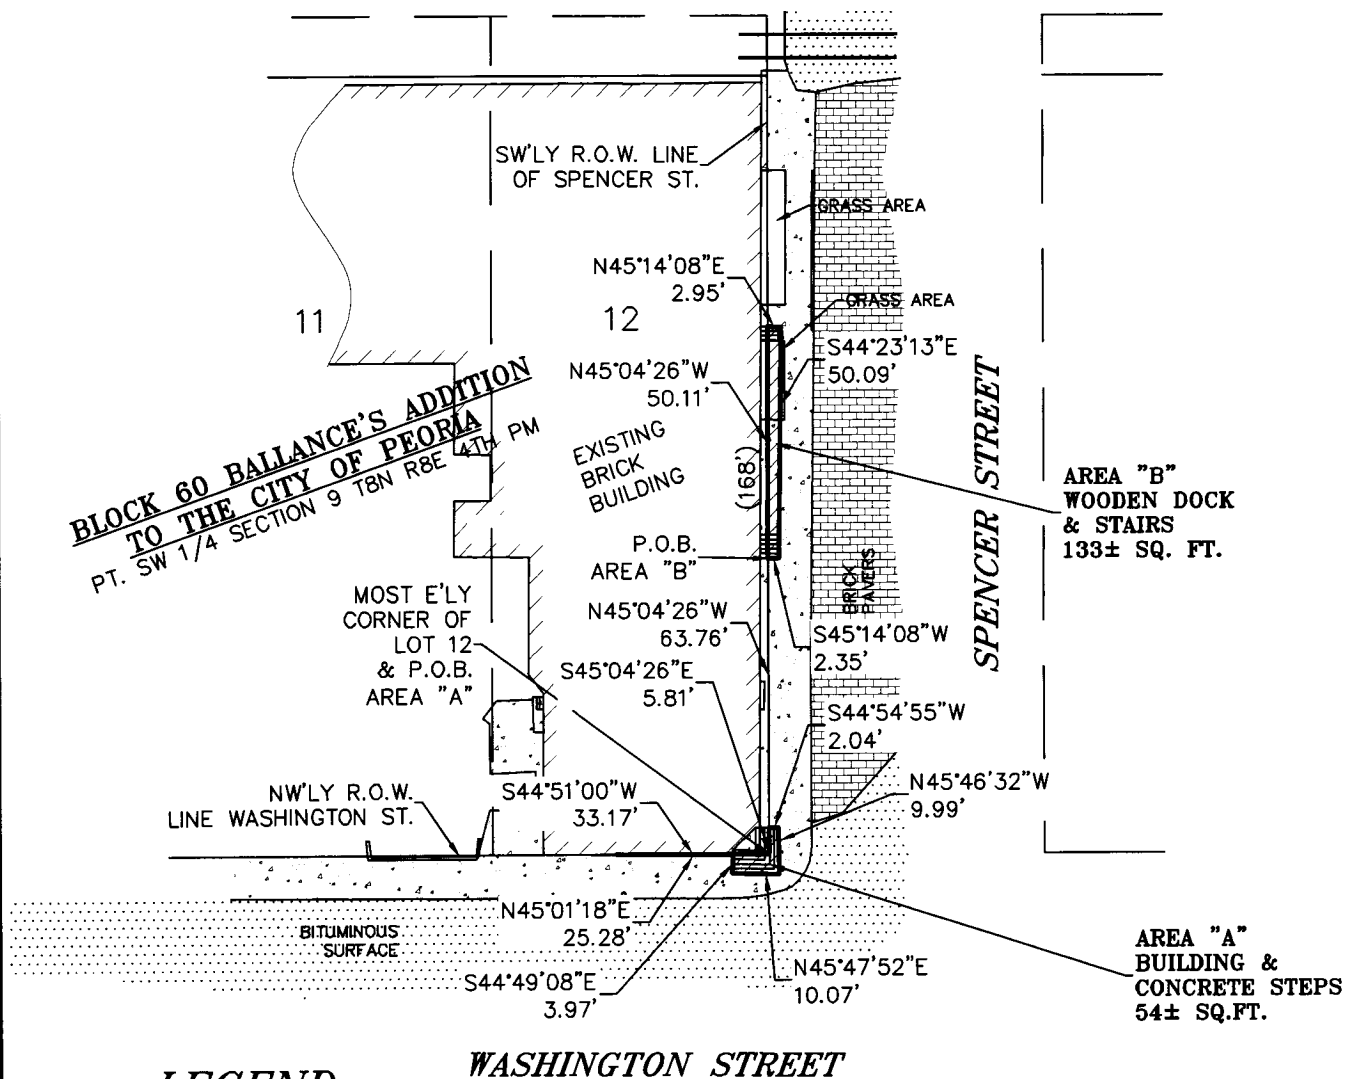 SW'LY R.O.W. LINE
OF SPENCER ST.
GRASS AREA
N45°14'08"E
2.95'
GRASS AREA
11
12
S44°23'13"E
50.09'
N45°04'26"W
50.11'
BLOCK 60 BALLANCE'S ADDITION
TO THE CITY OF PEORIA
PT. SW 1/4 SECTION 9 T8N R8E 4TH PM
EXISTING
BRICK
BUILDING
(168')
SPENCER STREET
AREA "B"
WOODEN DOCK
& STAIRS
133± SQ. FT.
P.O.B.
AREA "B"
BRICK
PAVERS
MOST E'LY
CORNER OF
LOT 12
& P.O.B.
AREA "A"
N45°04'26"W
63.76'
S45°14'08"W
2.35'
S45°04'26"E
5.81'
S44°54'55"W
2.04'
N45°46'32"W
9.99'
NW'LY R.O.W.
LINE WASHINGTON ST.
S44°51'00"W
33.17'
N45°01'18"E
25.28'
BITUMINOUS
SURFACE
S44°49'08"E
3.97'
N45°47'52"E
10.07'
AREA "A"
BUILDING &
CONCRETE STEPS
54± SQ.FT.
WASHINGTON STREET
LEGEND